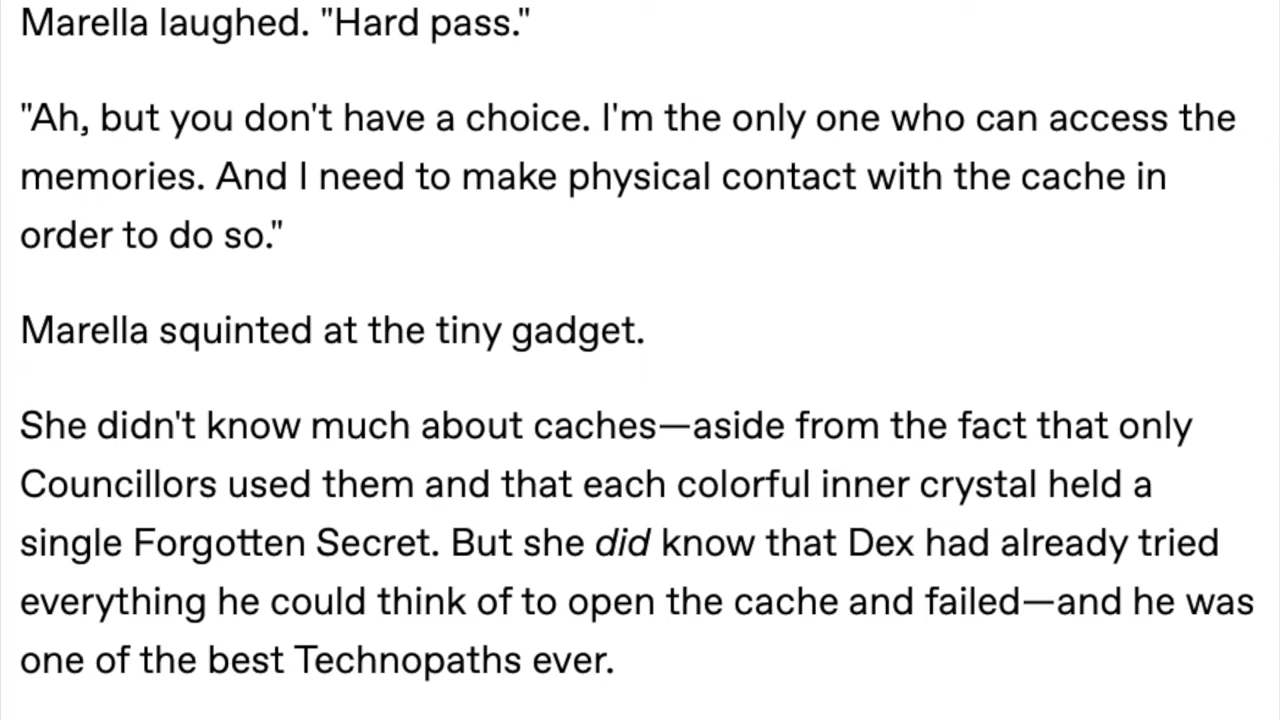 Marella laughed. "Hard pass."
"Ah, but you don't have a choice. I'm the only one who can access the
memories. And I need to make physical contact with the cache in
order to do so."
Marella squinted at the tiny gadget.
She didn't know much about caches—aside from the fact that only
Councillors used them and that each colorful inner crystal held a
single Forgotten Secret. But she did know that Dex had already tried
everything he could think of to open the cache and failed—and he was
one of the best Technopaths ever.